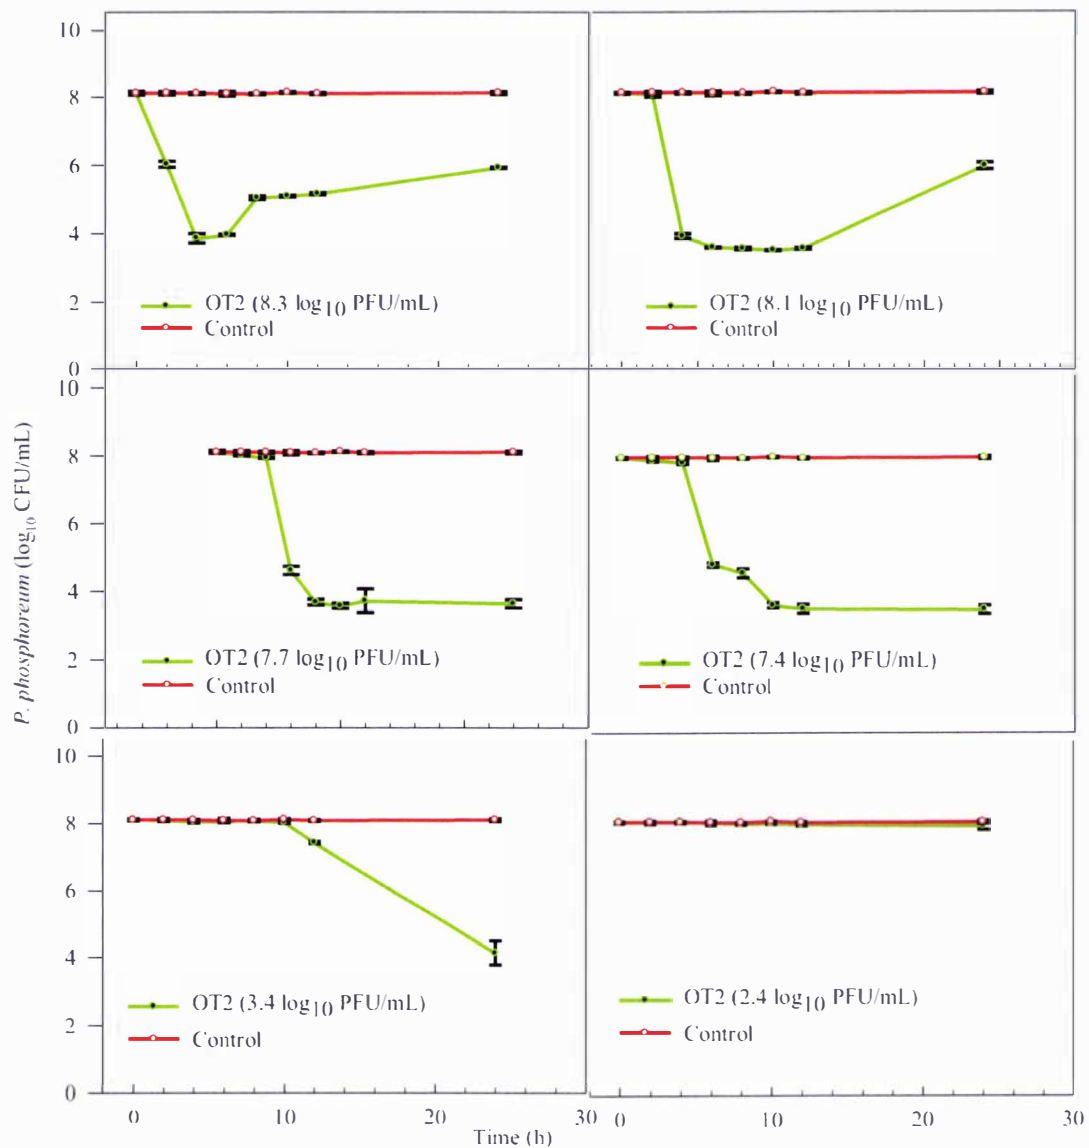 10
8
6
4
2
0
OT2 (8.3 log10 PFU/mL)
Control
OT2 (8.1 log10 PFU/mL)
Control
10
8
6
4
2
0
OT2 (7.7 log10 PFU/mL)
Control
OT2 (7.4 log10 PFU/mL)
Control
P. phosphoreum (log10 CFU/mL)
10
8
6
4
2
0
OT2 (3.4 log10 PFU/mL)
Control
OT2 (2.4 log10 PFU/mL)
Control
0 10 20 30 0 10 20 30
Time (h)